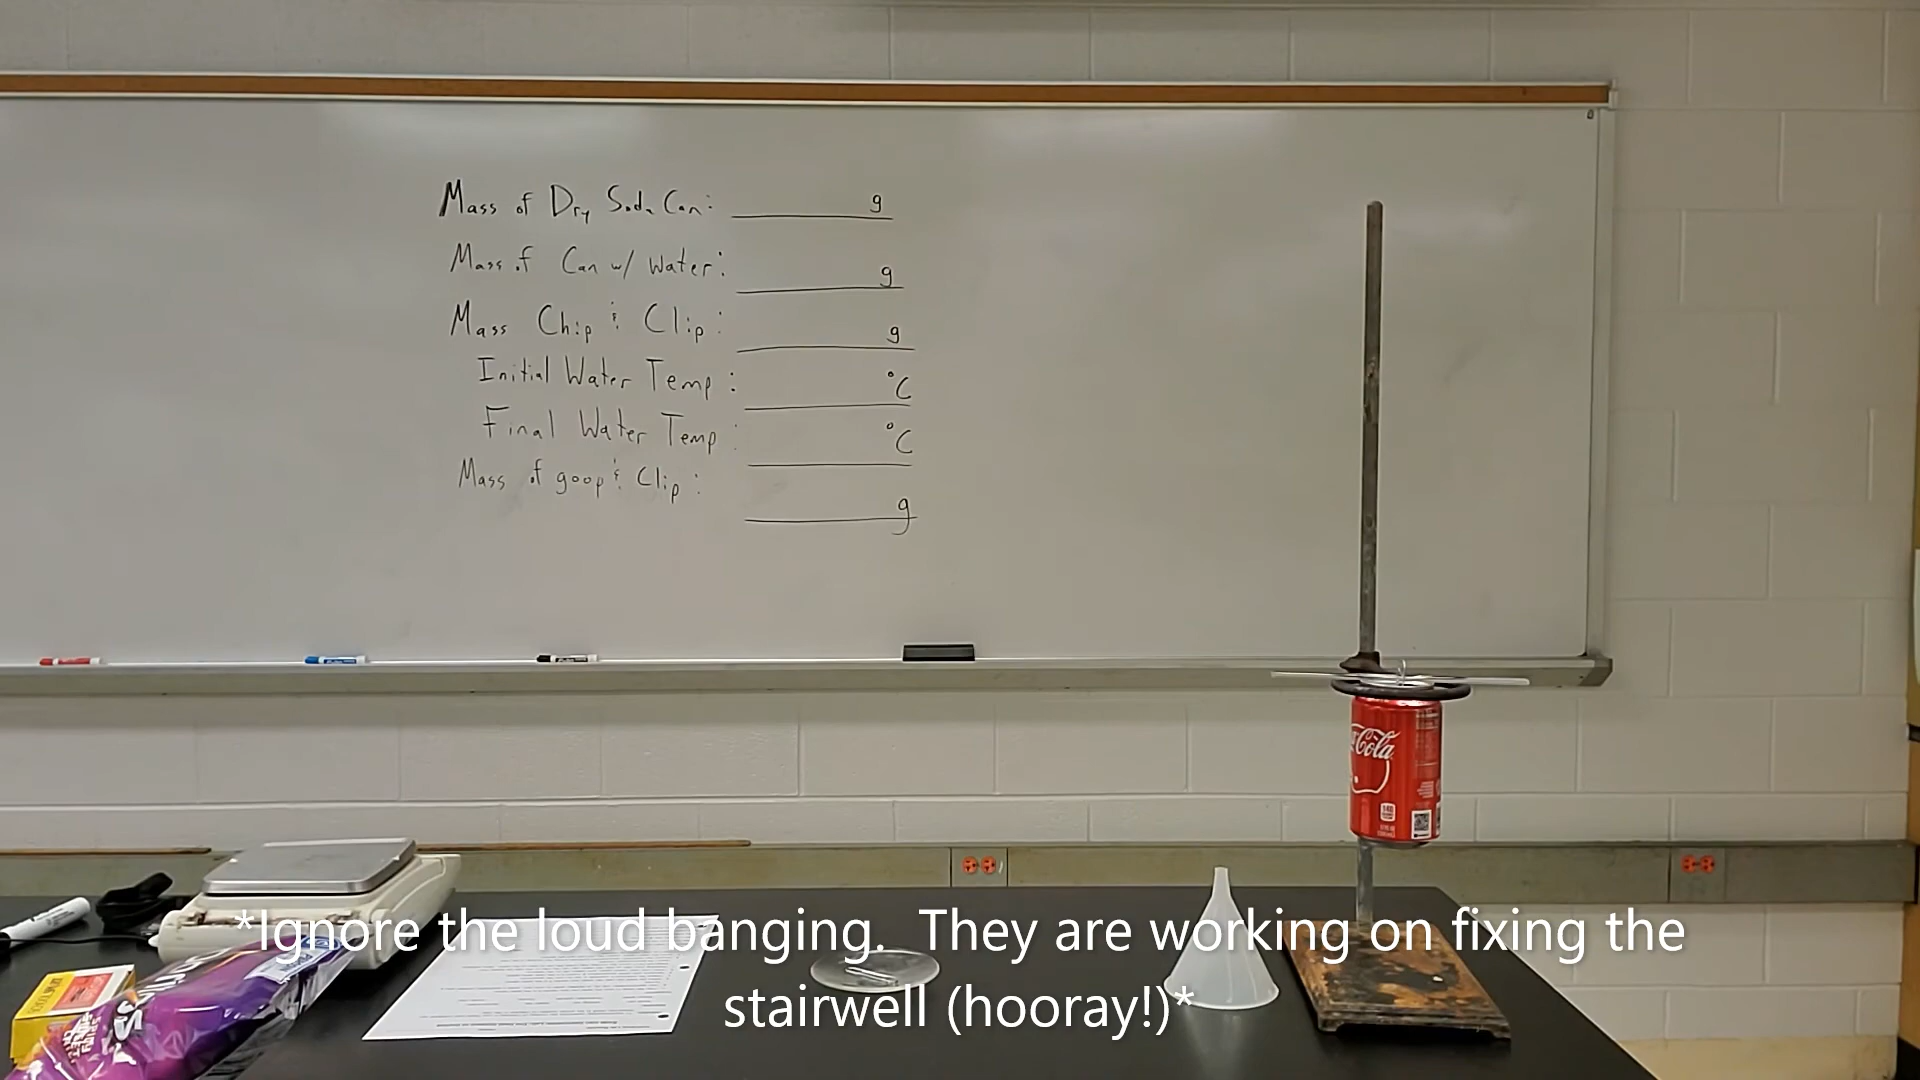 Mass of Dry Soda Can: g
Mass of Can w/ Water: g
Mass Chip & Clip: g
Initial Water Temp: °C
Final Water Temp: °C
Mass of goop & Clip: g
Cola
*Ignore the loud banging. They are working on fixing the
stairwell (hooray!)*